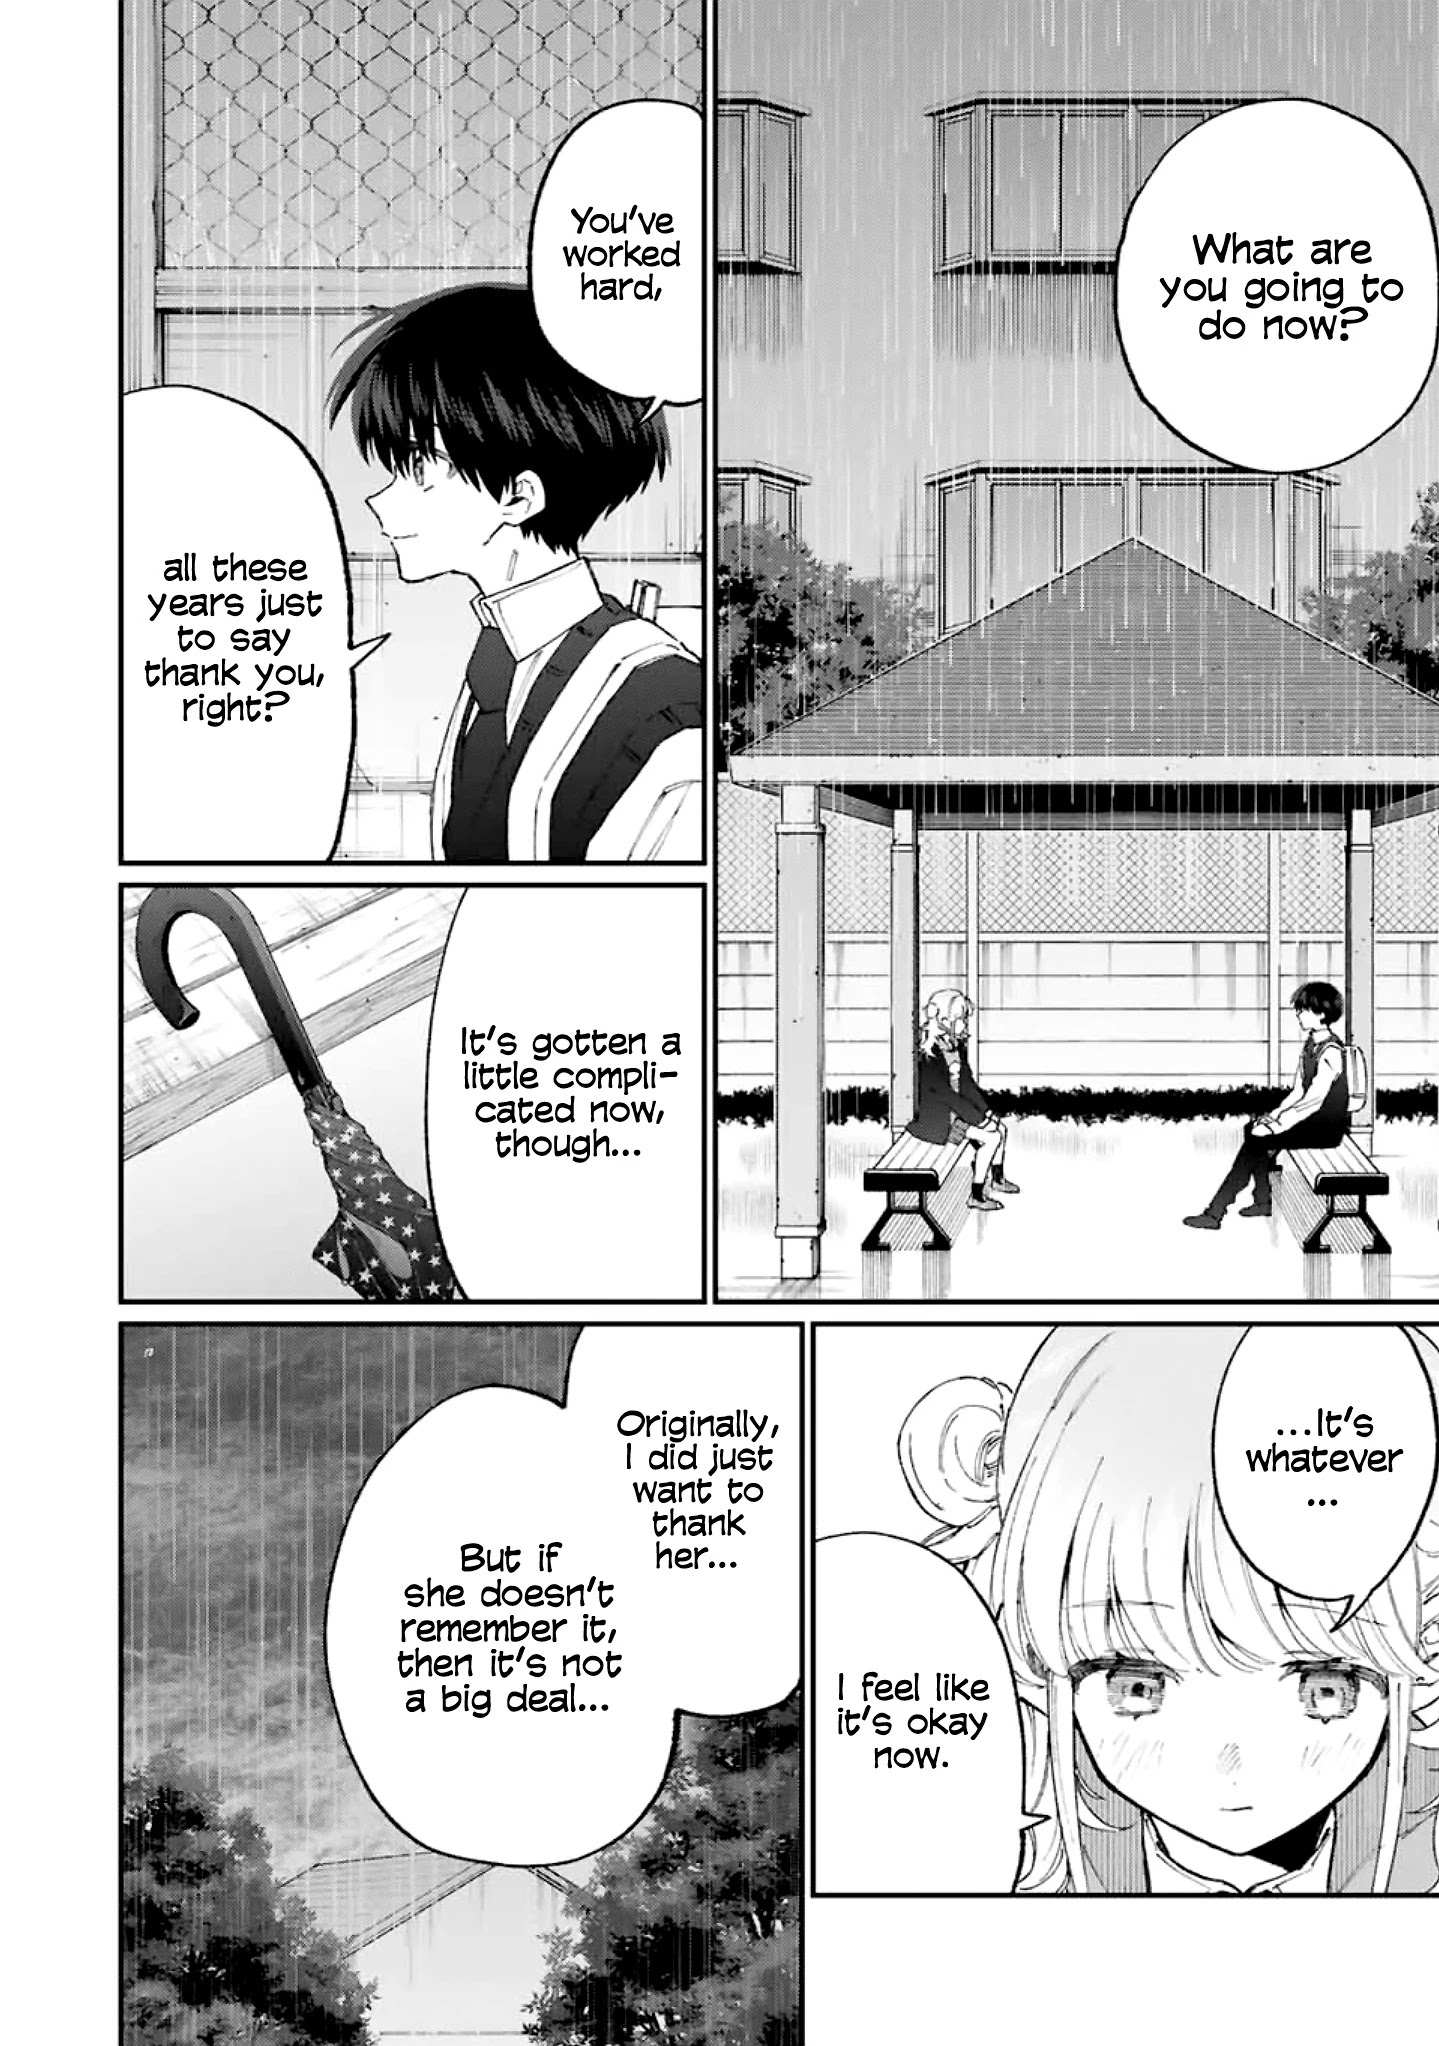 What are
you going to
do now?
You've
worked
hard,
all these
years just
to say
thank you,
right?
It's gotten a
little compli-
cated now,
though...
...It's
whatever
...
I feel like
it's okay
now.
Originally,
I did just
want to
thank
her...
But if
she doesn't
remember it,
then it's not
a big deal...